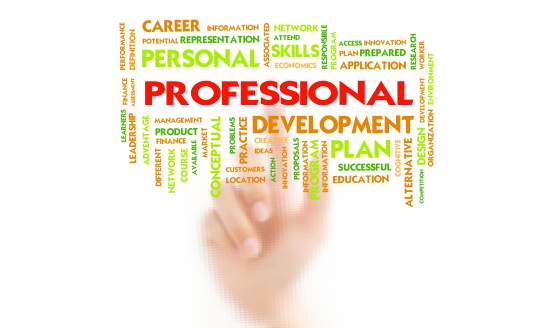 CAREER
INFORMATION
NETWORK
POTENTIAL
REPRESENTATION
ATTEND
PERSONAL
SKILLS
ECONOMICS
ASSOCIATED
RESPONSIBLE
PROGRAM
ACCESS
INNOVATION
PLAN
PREPARED
APPLICATION
RESEARCH
WORKER
PERFORMANCE
DEFINITION
FINANCE
ASSESSMENT
PROFESSIONAL
DEVELOPMENT
ENVIRONMENT
LEARNERS
LEADERSHIP
ADVANTAGE
MANAGEMENT
PRODUCT
FINANCE
DIFFERENT
NETWORK
COURSE
AVAILABLE
MARKET
CONCEPTUAL
PROBLEMS
PRACTICE
DEVELOPMENT
CREATIVE
IDEAS
CUSTOMERS
LOCATION
ACTION
INNOVATION
PROPOSALS
INFORMATION
PROGRAM
INFORMATION
PLAN
SUCCESSFUL
EDUCATION
COGNITIVE
ALTERNATIVE
DESIGN
COMPETITION
ORGANIZATION